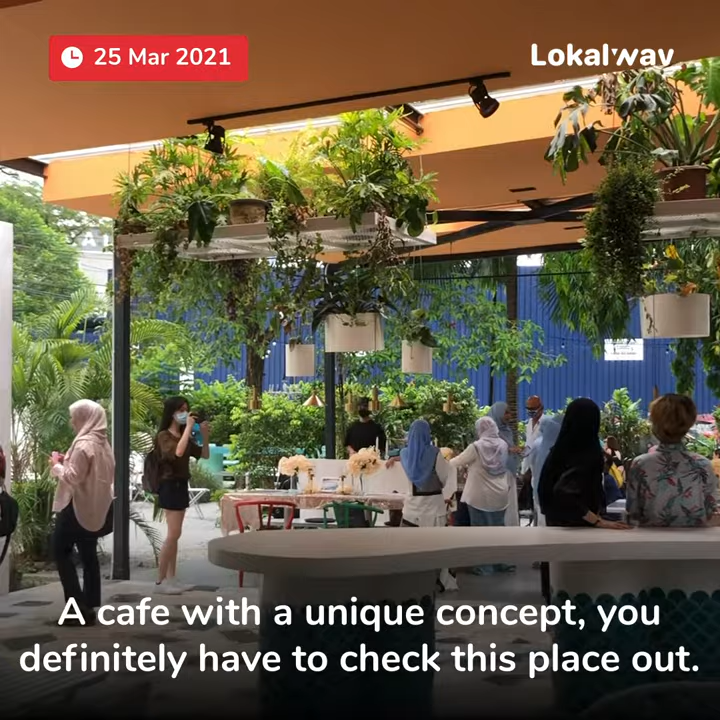 25 Mar 2021
Lokalway
A cafe with a unique concept, you
definitely have to check this place out.